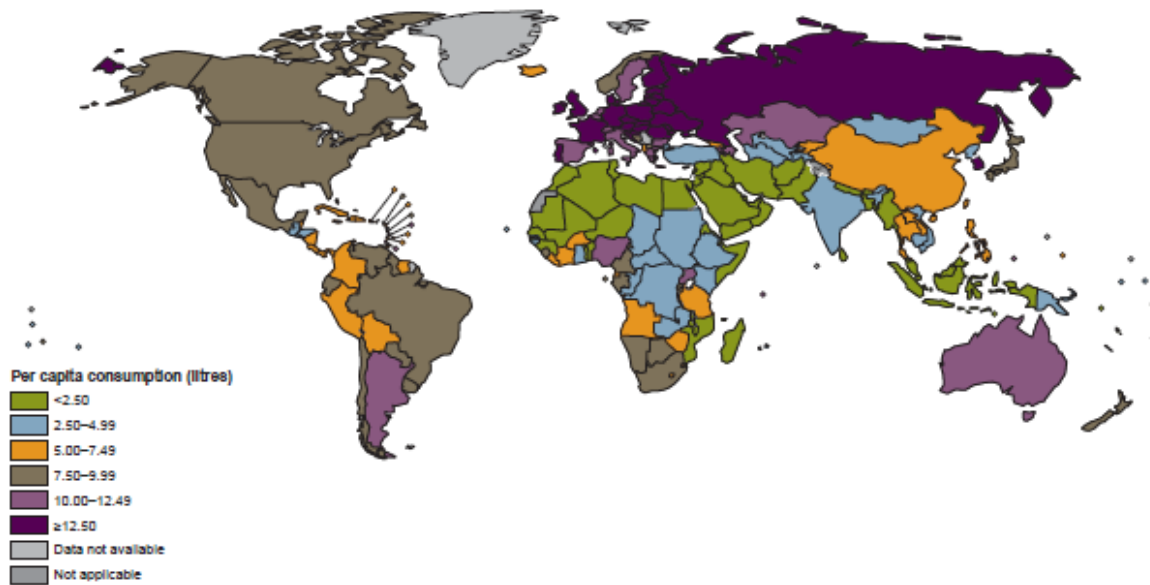 Per capita consumption (litres)
<2.50
2.50–4.99
5.00–7.49
7.50–9.99
10.00–12.49
≥12.50
Data not available
Not applicable